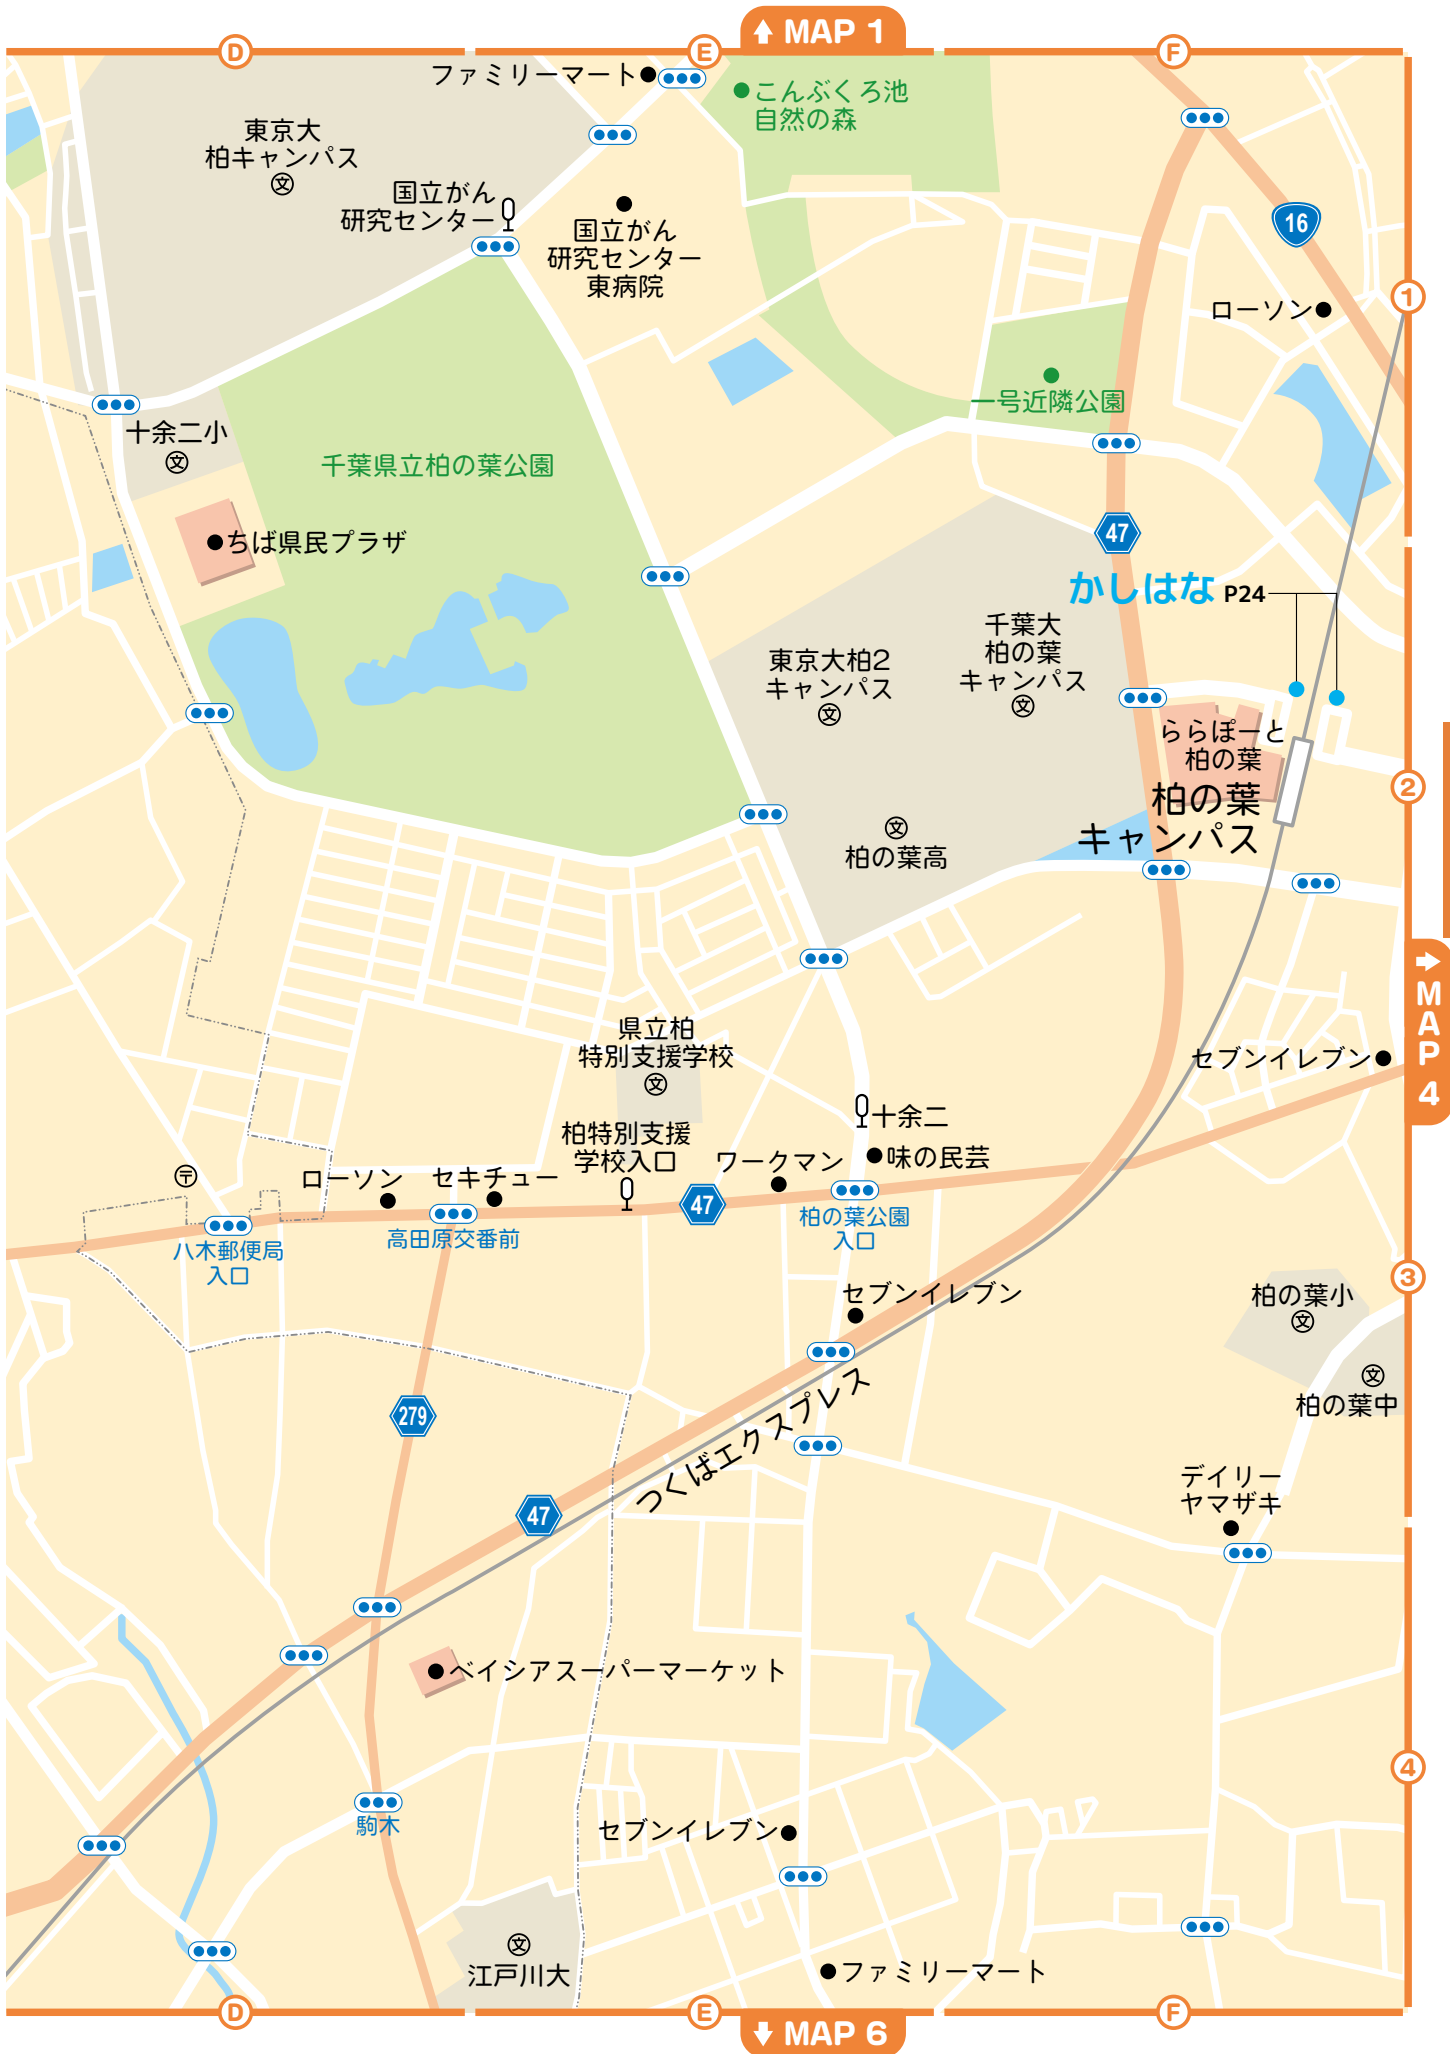 MAP 1
D
E
F
ファミリーマート
こんぶくろ池
自然の森
東京大
柏キャンパス
文
国立がん
研究センター
国立がん
研究センター
東病院
16
ローソン
1
一号近隣公園
十余二小
文
千葉県立柏の葉公園
ちば県民プラザ
47
かしはな P24
千葉大
柏の葉
キャンパス
文
東京大柏2
キャンパス
文
ららぽーと
柏の葉
2
柏の葉
キャンパス
文
柏の葉高
MAP 4
県立柏
特別支援学校
文
セブンイレブン
十余二
柏特別支援
学校入口
ワークマン
味の民芸
〒
ローソン
セキチュー
47
八木郵便局
入口
高田原交番前
柏の葉公園
入口
3
セブンイレブン
柏の葉小
文
文
柏の葉中
279
つくばエクスプレス
47
デイリー
ヤマザキ
ベイシアスーパーマーケット
4
駒木
セブンイレブン
文
江戸川大
ファミリーマート
D
E
F
MAP 6